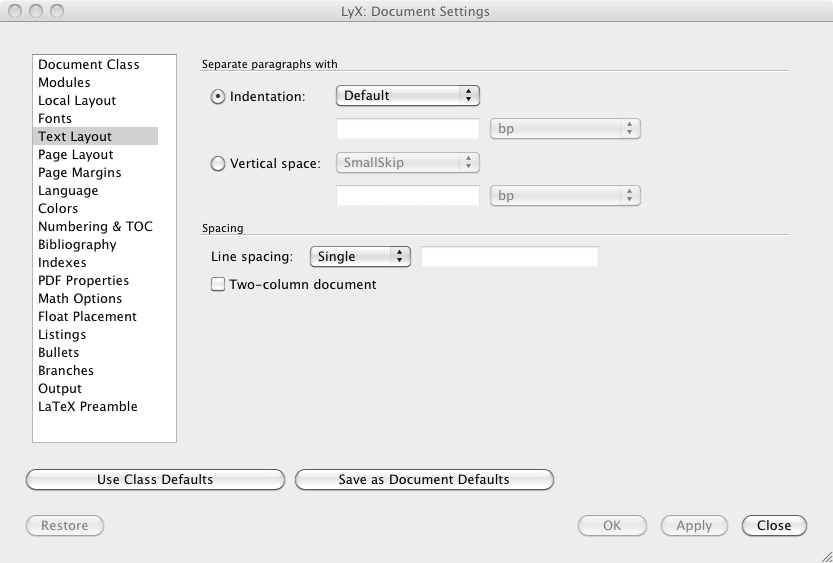 LyX: Document Settings
Document Class
Modules
Local Layout
Fonts
Text Layout
Page Layout
Page Margins
Language
Colors
Numbering & TOC
Bibliography
Indexes
PDF Properties
Math Options
Float Placement
Listings
Bullets
Branches
Output
LaTeX Preamble
Separate paragraphs with
Indentation: Default
bp
Vertical space: SmallSkip
bp
Spacing
Line spacing: Single
Two-column document
Use Class Defaults Save as Document Defaults
Restore OK Apply Close